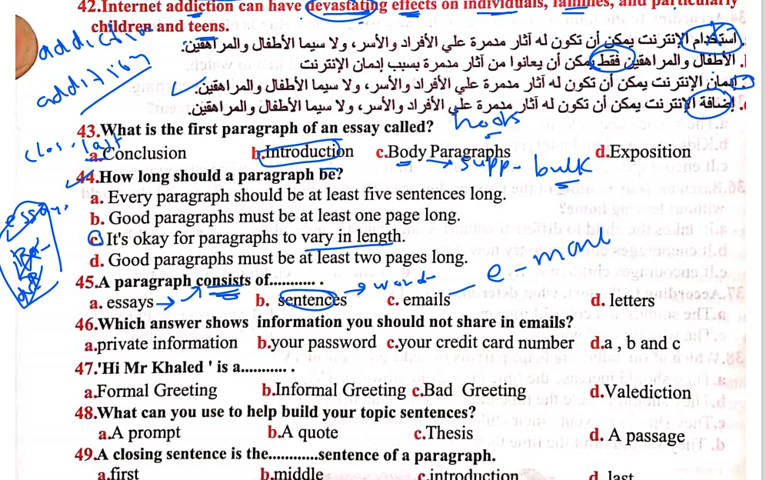 42.Internet addiction can have devastating effects on individuals, families, and particularly
children and teens.
استخدام الإنترنت يمكن أن تكون له آثار مدمرة علي الأفراد والأسر، ولا سيما الأطفال والمراهقين.
الأطفال والمراهقين فقط يمكن أن يعانوا من آثار مدمرة بسبب إدمان الإنترنت
إدمان الإنترنت يمكن أن تكون له آثار مدمرة علي الأفراد والأسر، ولا سيما الأطفال والمراهقين.
إضافة الإنترنت يمكن أن تكون له آثار مدمرة علي الأفراد والأسر، ولا سيما الأطفال والمراهقين.
43.What is the first paragraph of an essay called? hook
a.Conclusion b.Introduction c.Body Paragraphs d.Exposition
supp- bulk
44.How long should a paragraph be?
a. Every paragraph should be at least five sentences long.
b. Good paragraphs must be at least one page long.
c. It's okay for paragraphs to vary in length.
d. Good paragraphs must be at least two pages long.
essay
45.A paragraph consists of...........
a. essays b. sentences words c. emails e-mail d. letters
46.Which answer shows information you should not share in emails?
a.private information b.your password c.your credit card number d.a , b and c
47.'Hi Mr Khaled ' is a...........
a.Formal Greeting b.Informal Greeting c.Bad Greeting d.Valediction
48.What can you use to help build your topic sentences?
a.A prompt b.A quote c.Thesis d. A passage
49.A closing sentence is the............sentence of a paragraph.
a.first b.middle c.introduction d. last